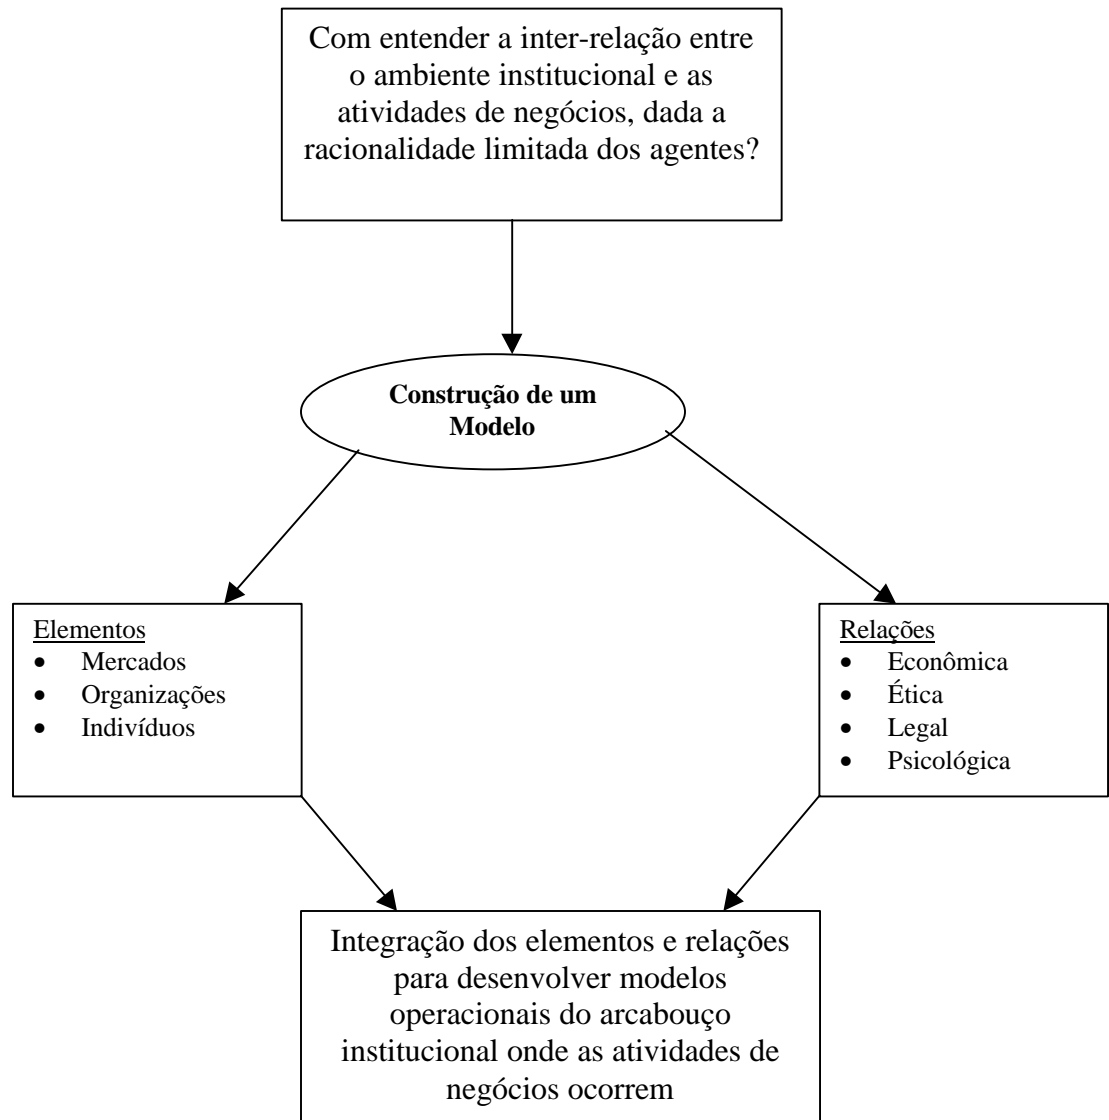 Com entender a inter-relação entre
o ambiente institucional e as
atividades de negócios, dada a
racionalidade limitada dos agentes?
Construção de um
Modelo
Elementos
• Mercados
• Organizações
• Indivíduos
Relações
• Econômica
• Ética
• Legal
• Psicológica
Integração dos elementos e relações
para desenvolver modelos
operacionais do arcabouço
institucional onde as atividades de
negócios ocorrem